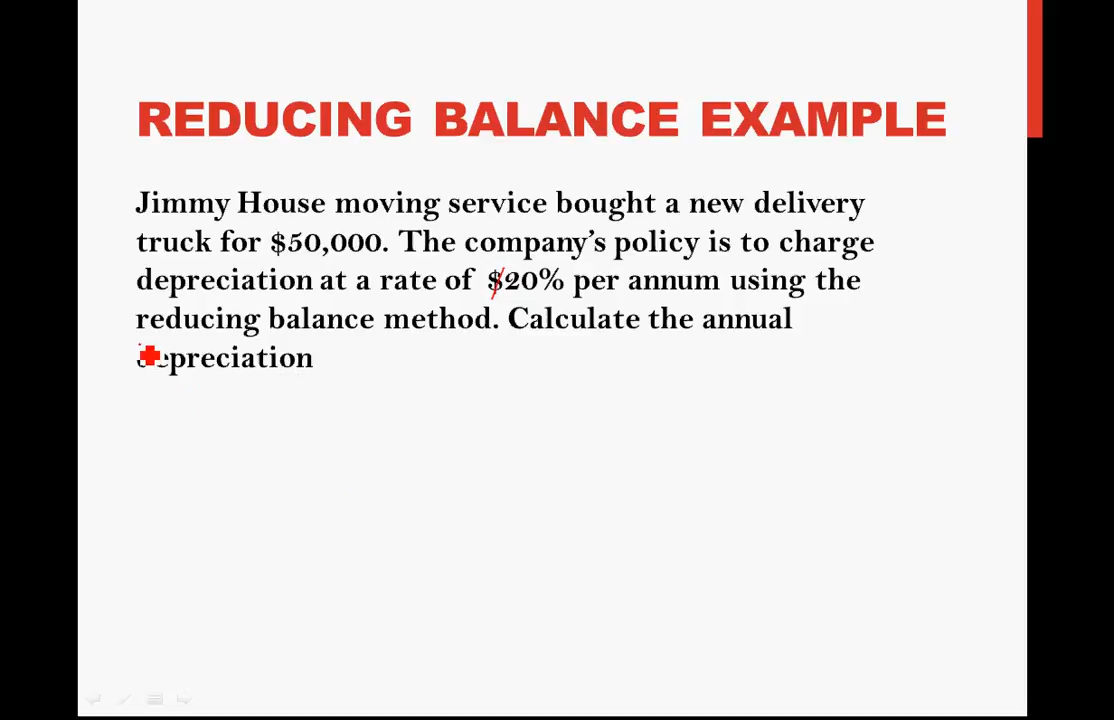 REDUCING BALANCE EXAMPLE
Jimmy House moving service bought a new delivery
truck for $50,000. The company's policy is to charge
depreciation at a rate of $20% per annum using the
reducing balance method. Calculate the annual
depreciation